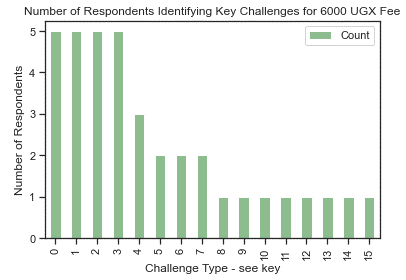 Number of Respondents Identifying Key Challenges for 6000 UGX Fee
Count
Number of Respondents
5
4
3
2
1
0
0 1 2 3 4 5 6 7 8 9 10 11 12 13 14 15
Challenge Type - see key